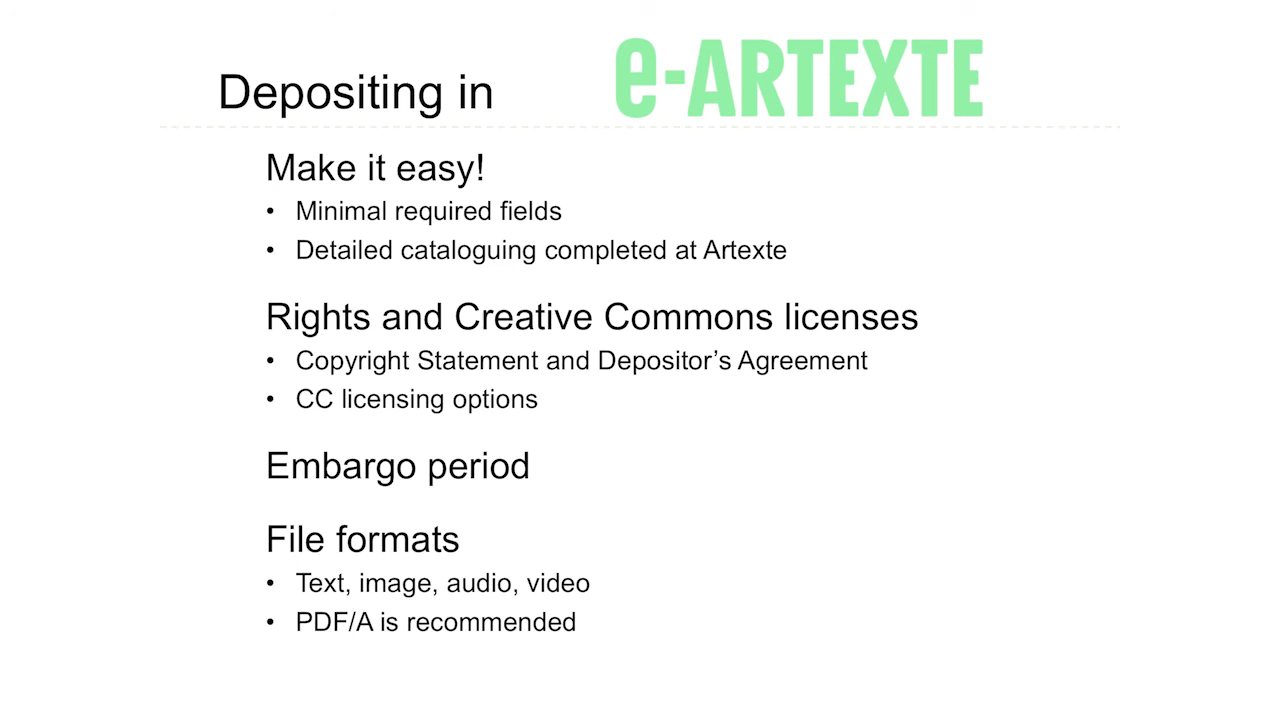 Depositing in e-ARTEXTE
Make it easy!
• Minimal required fields
• Detailed cataloguing completed at Artexte
Rights and Creative Commons licenses
• Copyright Statement and Depositor’s Agreement
• CC licensing options
Embargo period
File formats
• Text, image, audio, video
• PDF/A is recommended